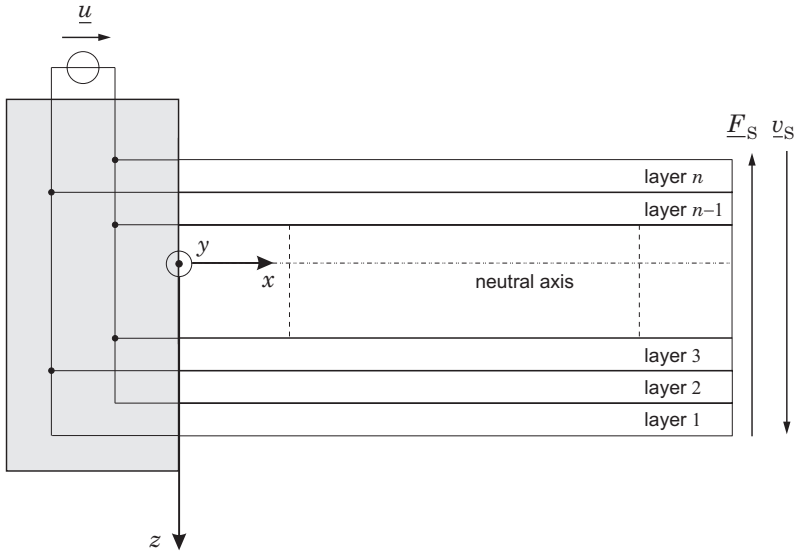 u
F_S v_S
layer n
layer n–1
y
x
neutral axis
layer 3
layer 2
layer 1
z